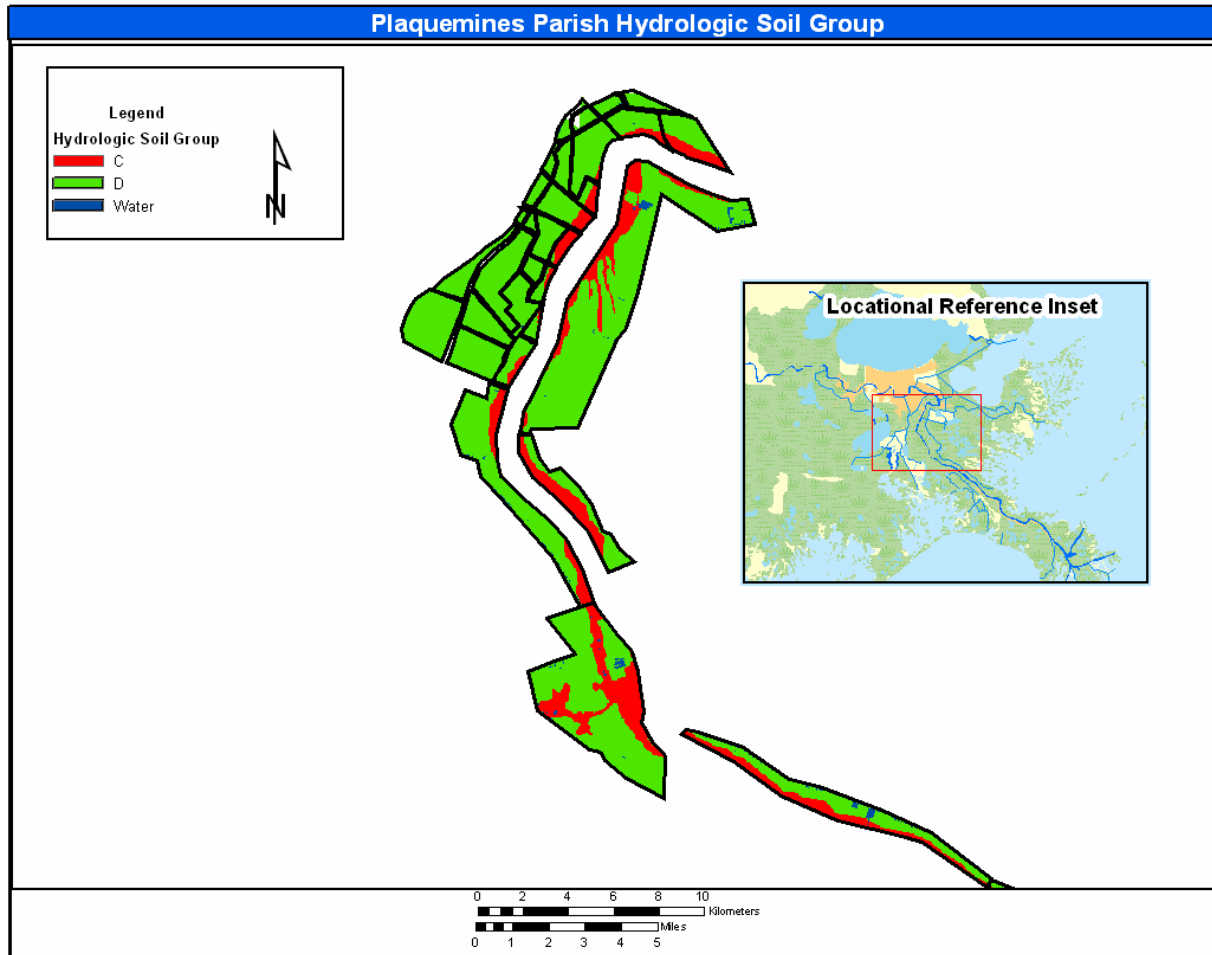 Plaquemines Parish Hydrologic Soil Group
Legend
Hydrologic Soil Group
C
D
Water
N
Locational Reference Inset
0 2 4 6 8 10
Kilometers
Miles
0 1 2 3 4 5